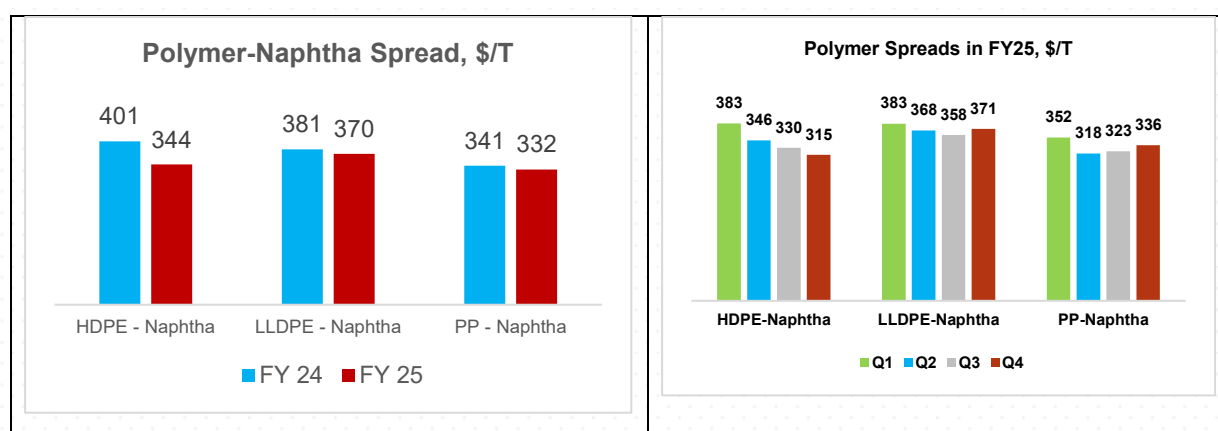 Polymer-Naphtha Spread, $/T
401
344
381
370
341
332
HDPE - Naphtha
LLDPE - Naphtha
PP - Naphtha
FY 24
FY 25
Polymer Spreads in FY25, $/T
383
346
330
315
383
368
358
371
352
318
323
336
HDPE-Naphtha
LLDPE-Naphtha
PP-Naphtha
Q1
Q2
Q3
Q4